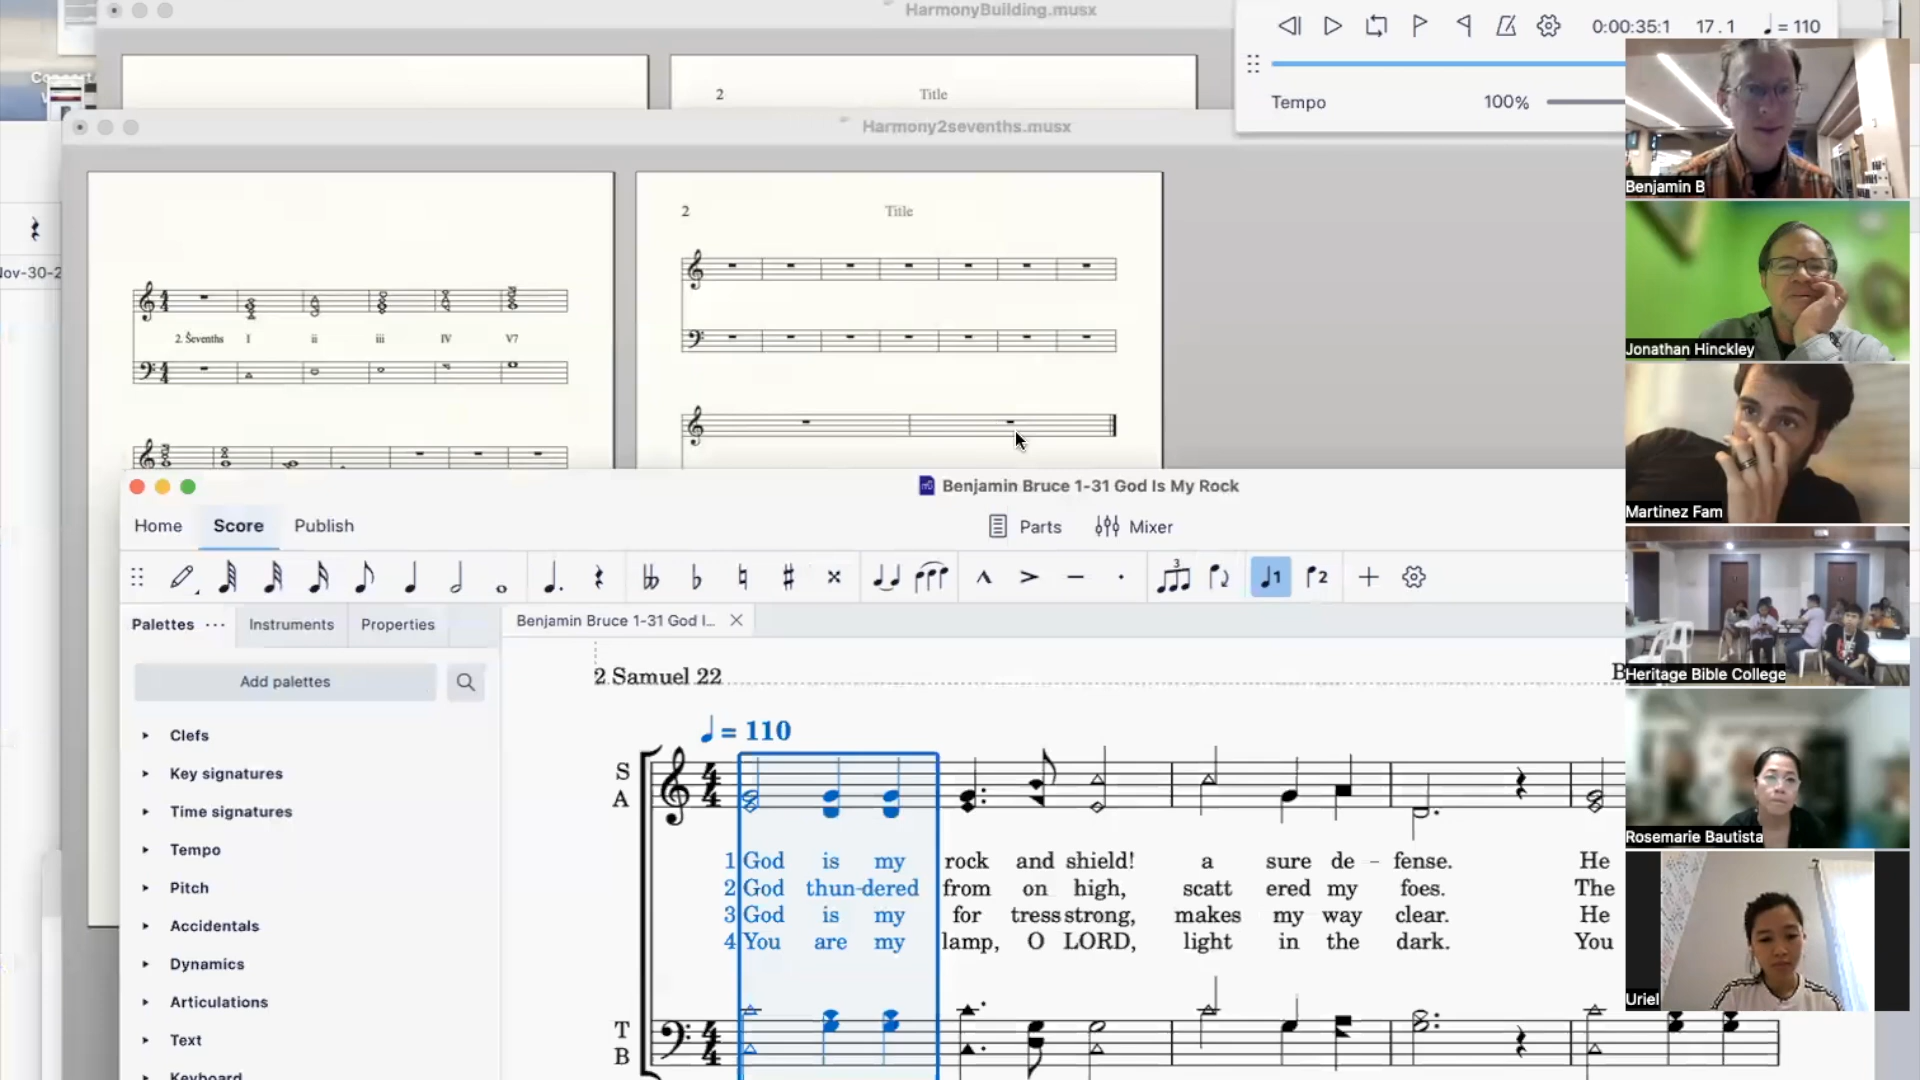 HarmonyBuilding.musx
0:00:35:1 17.1 = 110
Tempo 100%
2 Title
Harmony2sevenths.musx
2 Title
2. Sevenths I ii iii IV V7
Benjamin Bruce 1-31 God Is My Rock
Home Score Publish Parts Mixer
3
1 2
Palettes ... Instruments Properties
Benjamin Bruce 1-31 God I...
Add palettes
Clefs
Key signatures
Time signatures
Tempo
Pitch
Accidentals
Dynamics
Articulations
Text
Keyboard
2 Samuel 22
= 110
S
A
1 God is my rock and shield! a sure de - fense. He
2 God thun-dered from on high, scatt ered my foes. The
3 God is my for tress strong, makes my way clear. He
4 You are my lamp, O LORD, light in the dark. You
T
B
Benjamin B
Jonathan Hinckley
Martinez Fam
Heritage Bible College
Rosemarie Bautista
Uriel